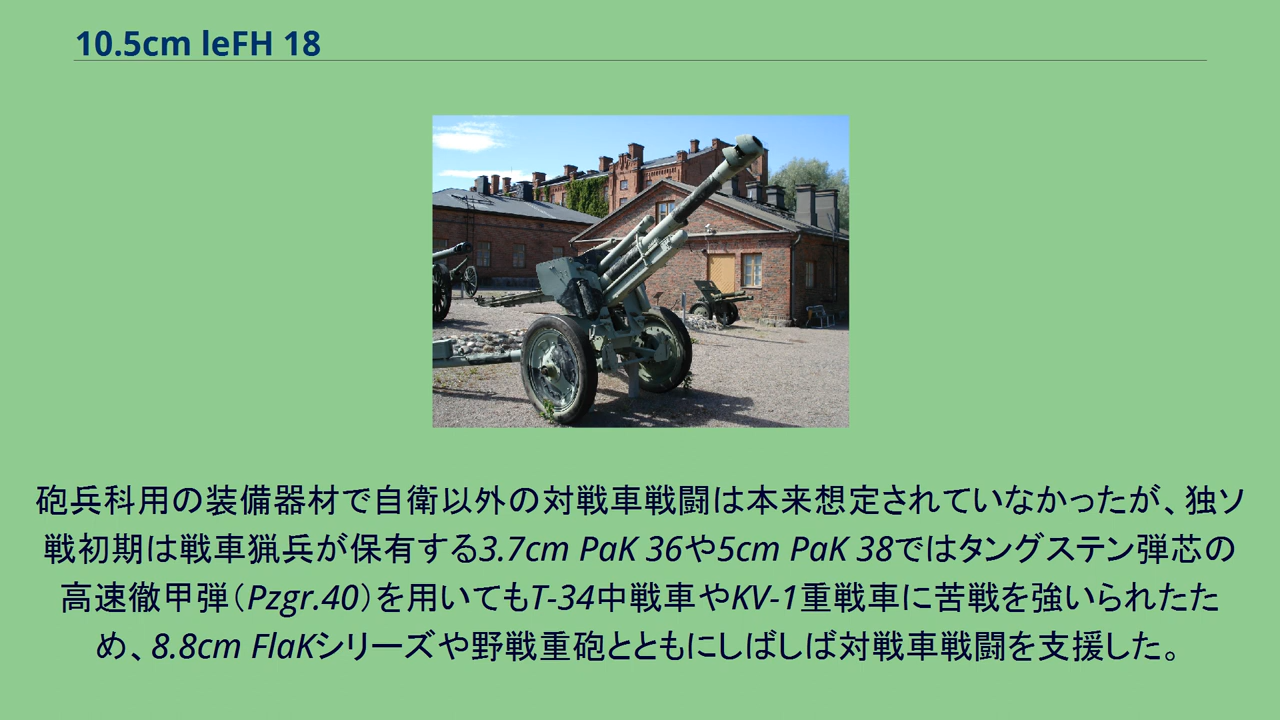 10.5cm leFH 18
砲兵科用の装備器材で自衛以外の対戦車戦闘は本来想定されていなかったが、独ソ
戦初期は戦車猟兵が保有する3.7cm PaK 36や5cm PaK 38ではタングステン弾芯の
高速徹甲弾（Pzgr.40）を用いてもT-34中戦車やKV-1重戦車に苦戦を強いられたた
め、8.8cm FlaKシリーズや野戦重砲とともにしばしば対戦車戦闘を支援した。